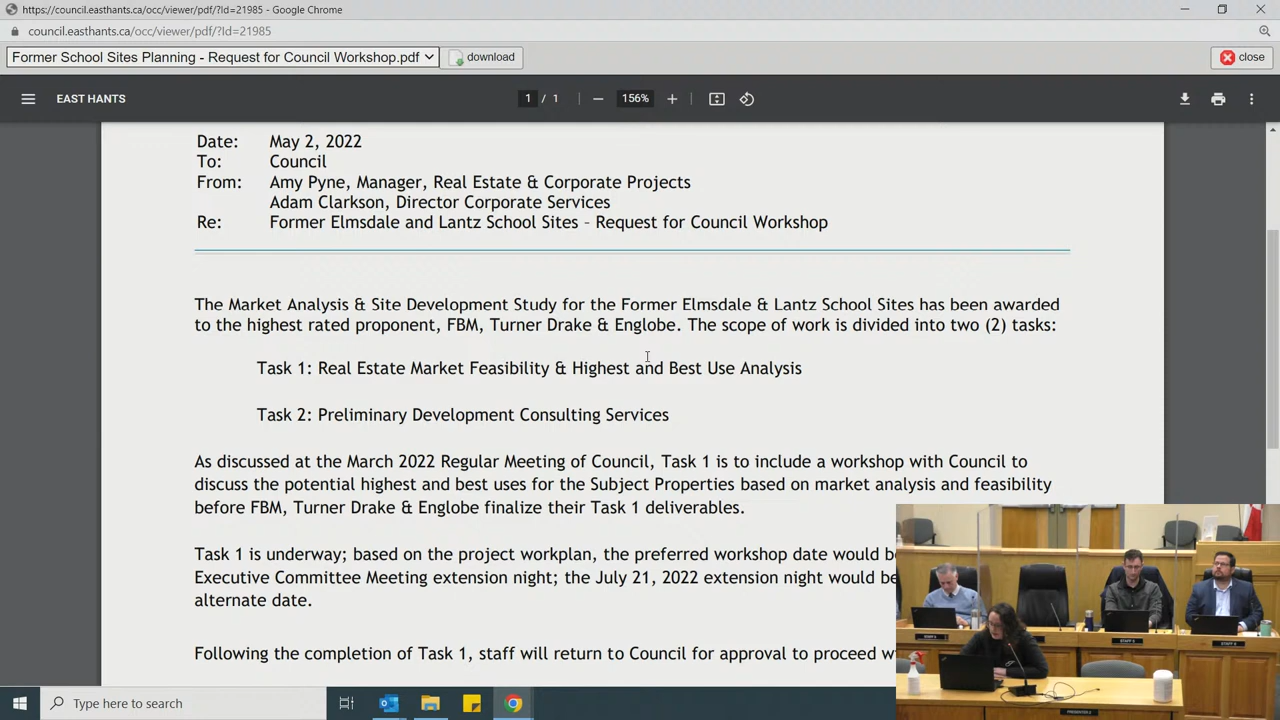 https://council.easthants.ca/occ/viewer/pdf/?Id=21985 - Google Chrome
council.easthants.ca/occ/viewer/pdf/?Id=21985
Former School Sites Planning - Request for Council Workshop.pdf download close
EAST HANTS 1 / 1 156%
Date: May 2, 2022
To: Council
From: Amy Pyne, Manager, Real Estate & Corporate Projects
Adam Clarkson, Director Corporate Services
Re: Former Elmsdale and Lantz School Sites - Request for Council Workshop
The Market Analysis & Site Development Study for the Former Elmsdale & Lantz School Sites has been awarded
to the highest rated proponent, FBM, Turner Drake & Englobe. The scope of work is divided into two (2) tasks:
Task 1: Real Estate Market Feasibility & Highest and Best Use Analysis
Task 2: Preliminary Development Consulting Services
As discussed at the March 2022 Regular Meeting of Council, Task 1 is to include a workshop with Council to
discuss the potential highest and best uses for the Subject Properties based on market analysis and feasibility
before FBM, Turner Drake & Englobe finalize their Task 1 deliverables.
Task 1 is underway; based on the project workplan, the preferred workshop date would be
Executive Committee Meeting extension night; the July 21, 2022 extension night would be
alternate date.
Following the completion of Task 1, staff will return to Council for approval to proceed
Type here to search